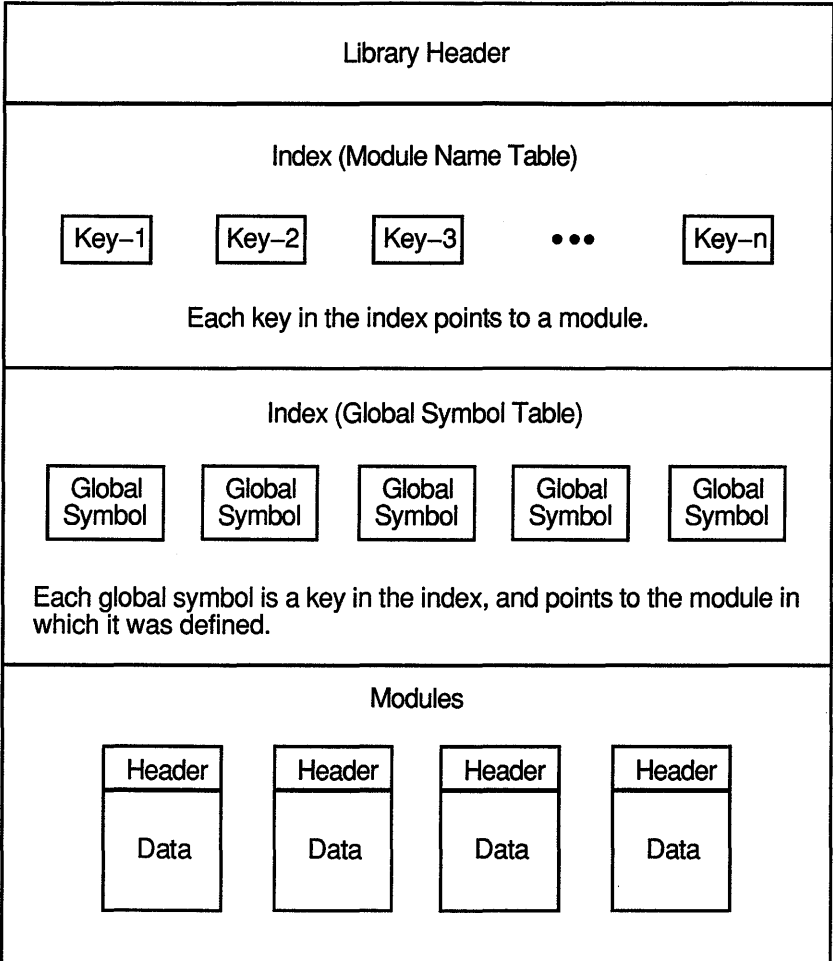 Library Header
Index (Module Name Table)
Key–1 Key–2 Key–3 ••• Key–n
Each key in the index points to a module.
Index (Global Symbol Table)
Global Global Global Global Global
Symbol Symbol Symbol Symbol Symbol
Each global symbol is a key in the index, and points to the module in
which it was defined.
Modules
Header Header Header Header
Data Data Data Data